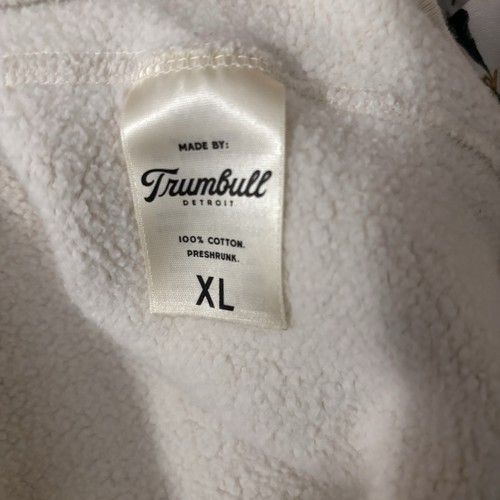 MADE BY:
Trumbull
DETROIT
100% COTTON.
PRESHRUNK.
XL